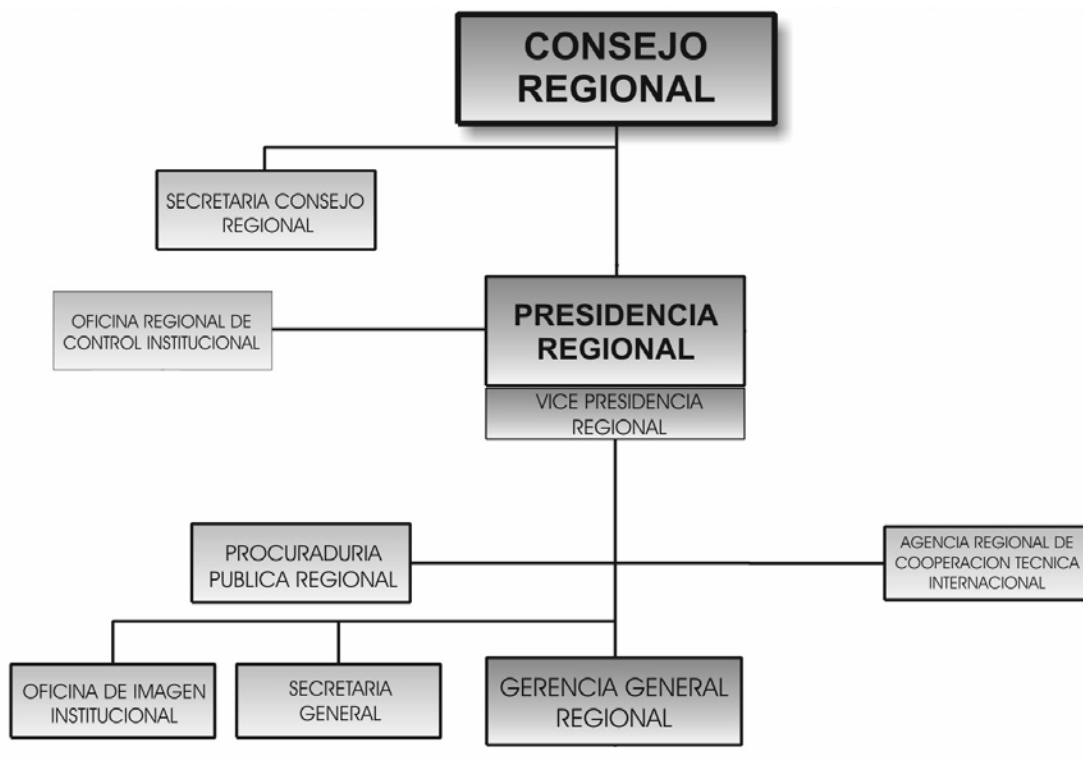 CONSEJO
REGIONAL
SECRETARIA CONSEJO
REGIONAL
OFICINA REGIONAL DE
CONTROL INSTITUCIONAL
PRESIDENCIA
REGIONAL
VICE PRESIDENCIA
REGIONAL
PROCURADURIA
PUBLICA REGIONAL
AGENCIA REGIONAL DE
COOPERACION TECNICA
INTERNACIONAL
OFICINA DE IMAGEN
INSTITUCIONAL
SECRETARIA
GENERAL
GERENCIA GENERAL
REGIONAL